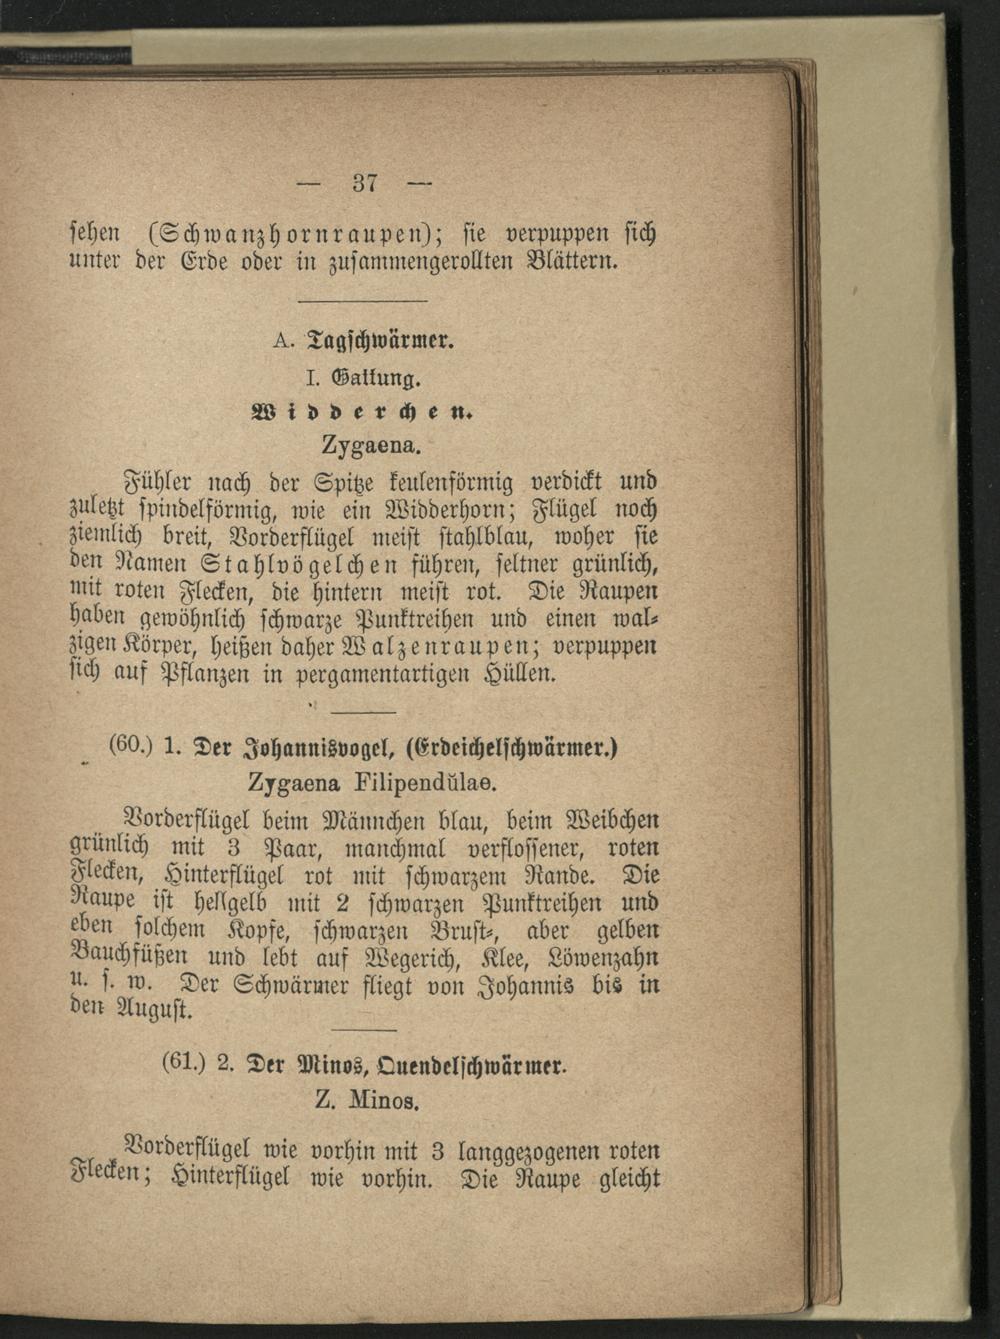 — 37 —
sehen (Schwanzhornraupen); sie verpuppen sich
unter der Erde oder in zusammengerollten Blättern.
A. Tagschwärmer.
I. Gattung.
Widderchen.
Zygaena.
Fühler nach der Spitze keulenförmig verdickt und
zuletzt spindelförmig, wie ein Widderhorn; Flügel noch
ziemlich breit, Vorderflügel meist stahlblau, woher sie
den Namen Stahlvögelchen führen, seltner grünlich,
mit roten Flecken, die hintern meist rot. Die Raupen
haben gewöhnlich schwarze Punktreihen und einen wal-
zigen Körper, heißen daher Walzenraupen; verpuppen
sich auf Pflanzen in pergamentartigen Hüllen.
(60.) 1. Der Johannisvogel, (Erdeichelschwärmer.)
Zygaena Filipendŭlae.
Vorderflügel beim Männchen blau, beim Weibchen
grünlich mit 3 Paar, manchmal verflossener, roten
Flecken, Hinterflügel rot mit schwarzem Rande. Die
Raupe ist hellgelb mit 2 schwarzen Punktreihen und
eben solchem Kopfe, schwarzen Brust-, aber gelben
Bauchfüßen und lebt auf Wegerich, Klee, Löwenzahn
u. s. w. Der Schwärmer fliegt von Johannis bis in
den August.
(61.) 2. Der Minos, Quendelschwärmer.
Z. Minos.
Vorderflügel wie vorhin mit 3 langgezogenen roten
Flecken; Hinterflügel wie vorhin. Die Raupe gleicht